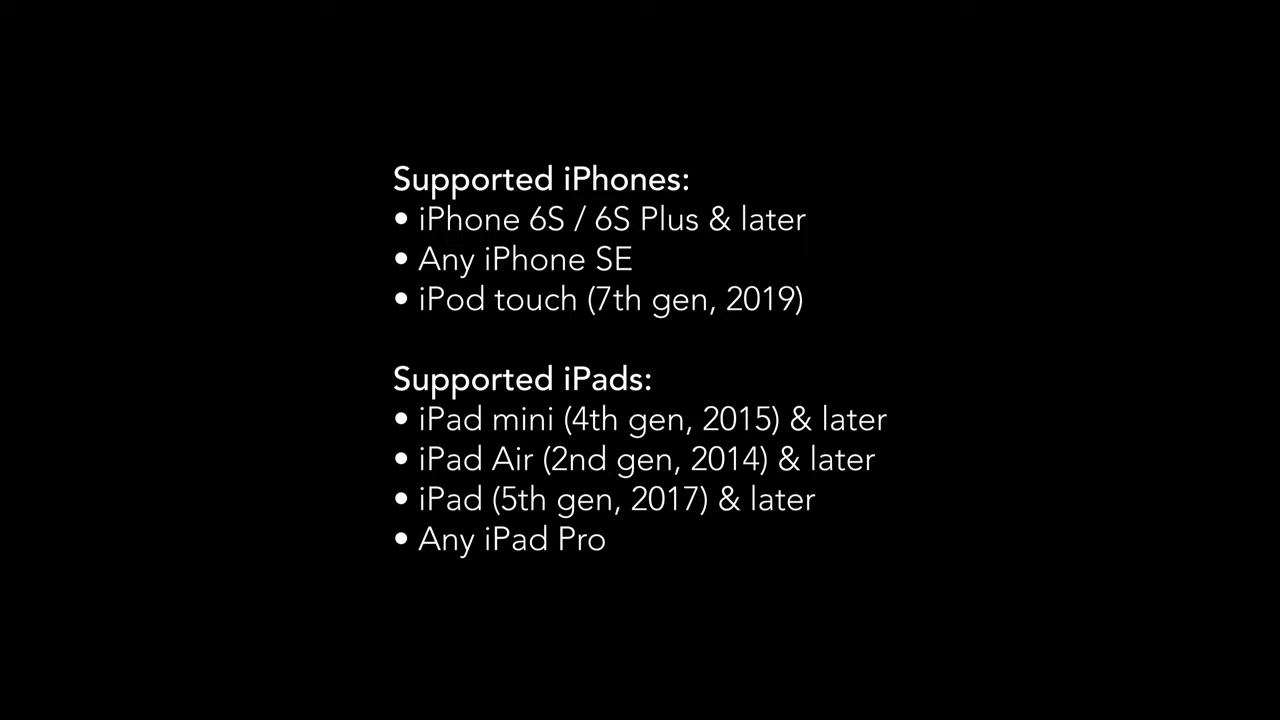 Supported iPhones:
• iPhone 6S / 6S Plus & later
• Any iPhone SE
• iPod touch (7th gen, 2019)
Supported iPads:
• iPad mini (4th gen, 2015) & later
• iPad Air (2nd gen, 2014) & later
• iPad (5th gen, 2017) & later
• Any iPad Pro